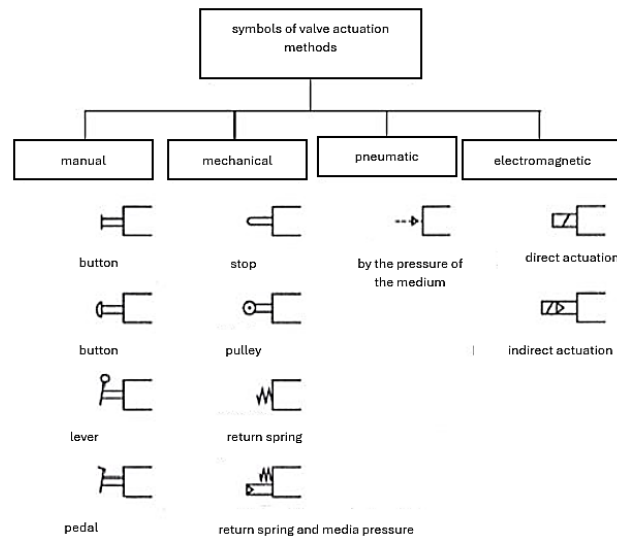 symbols of valve actuation
methods
manual
mechanical
pneumatic
electromagnetic
button
stop
by the pressure of
the medium
direct actuation
button
pulley
indirect actuation
lever
return spring
pedal
return spring and media pressure